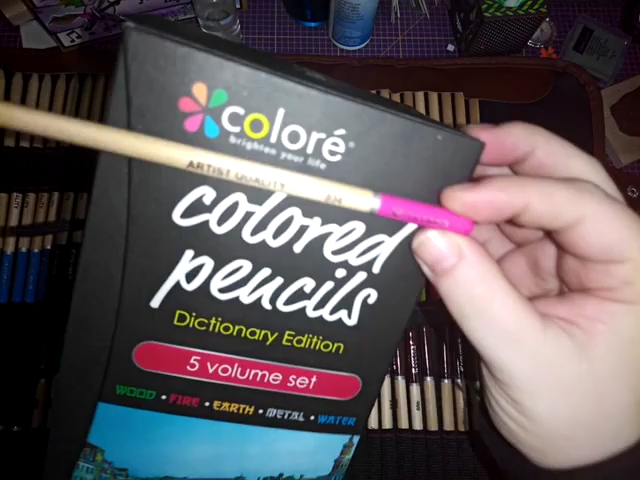 coloré
brighten your life
ARTIST QUALITY
colored
pencils
Dictionary Edition
5 volume set
WOOD • FIRE • EARTH • METAL • WATER